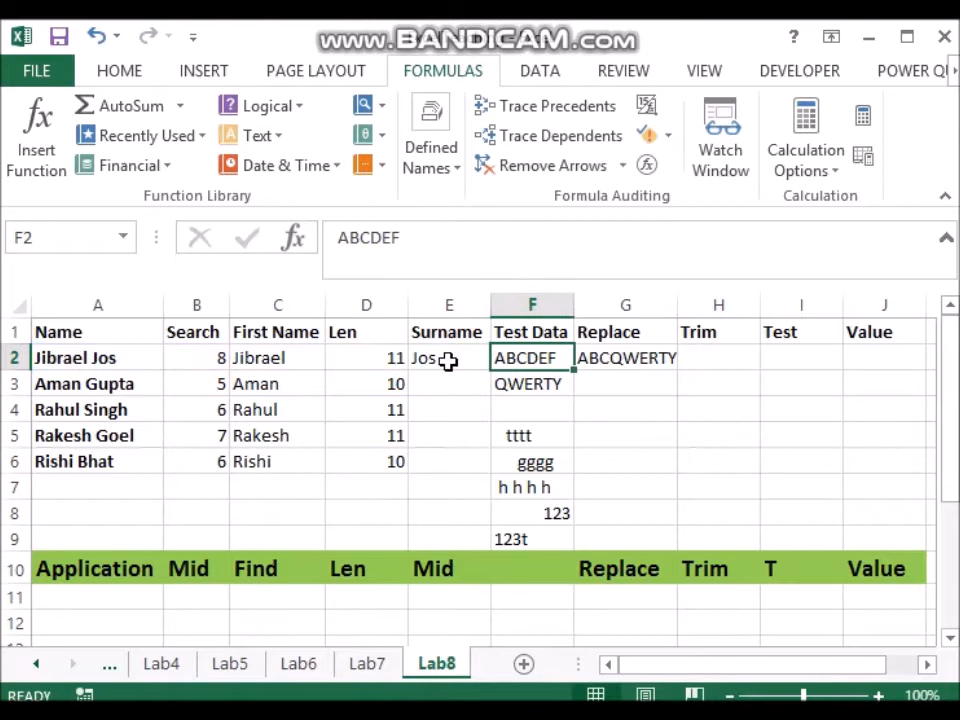 www.BANDICAM.com
FILE HOME INSERT PAGE LAYOUT FORMULAS DATA REVIEW VIEW DEVELOPER POWER QU
AutoSum Logical Trace Precedents
Insert Function Recently Used Text Defined Names Trace Dependents Watch Window Calculation Options
Financial Date & Time Remove Arrows
Function Library Formula Auditing Calculation
F2 fx ABCDEF
A B C D E F G H I J
1 Name Search First Name Len Surname Test Data Replace Trim Test Value
2 Jibrael Jos 8 Jibrael 11 Jos ABCDEF ABCQWERTY
3 Aman Gupta 5 Aman 10 QWERTY
4 Rahul Singh 6 Rahul 11
5 Rakesh Goel 7 Rakesh 11 tttt
6 Rishi Bhat 6 Rishi 10 gggg
7 h h h h
8 123
9 123t
10 Application Mid Find Len Mid Replace Trim T Value
11
12
... Lab4 Lab5 Lab6 Lab7 Lab8
READY 100%